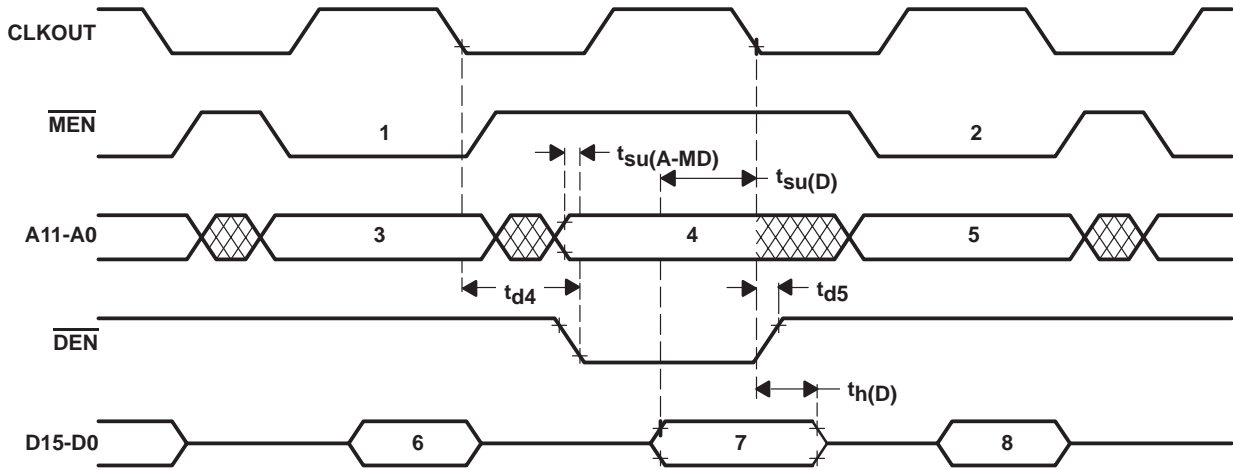 CLKOUT
MEN
1
2
tsu(A-MD)
tsu(D)
A11-A0
3
4
5
td4
td5
DEN
th(D)
D15-D0
6
7
8